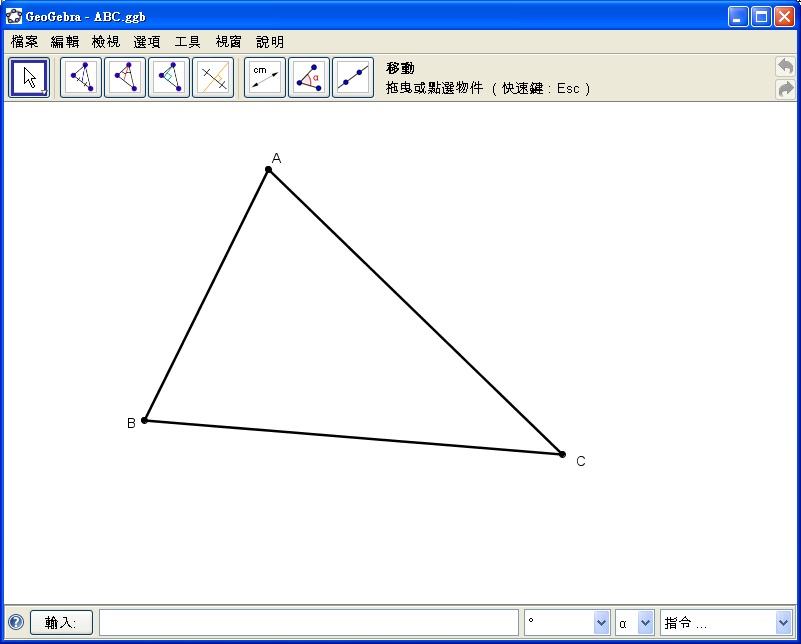 GeoGebra - ABC.ggb
檔案 編輯 檢視 選項 工具 視窗 說明
cm
α
移動
拖曳或點選物件 ( 快速鍵 : Esc )
A
B
C
輸入:
°
α
指令 ...